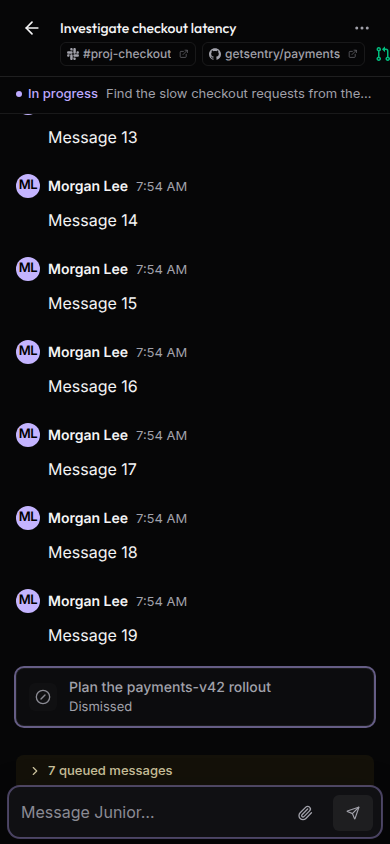 Investigate checkout latency
#proj-checkout getsentry/payments
In progress Find the slow checkout requests from the...
Message 13
ML Morgan Lee 7:54 AM
Message 14
ML Morgan Lee 7:54 AM
Message 15
ML Morgan Lee 7:54 AM
Message 16
ML Morgan Lee 7:54 AM
Message 17
ML Morgan Lee 7:54 AM
Message 18
ML Morgan Lee 7:54 AM
Message 19
Plan the payments-v42 rollout
Dismissed
7 queued messages
Message Junior...